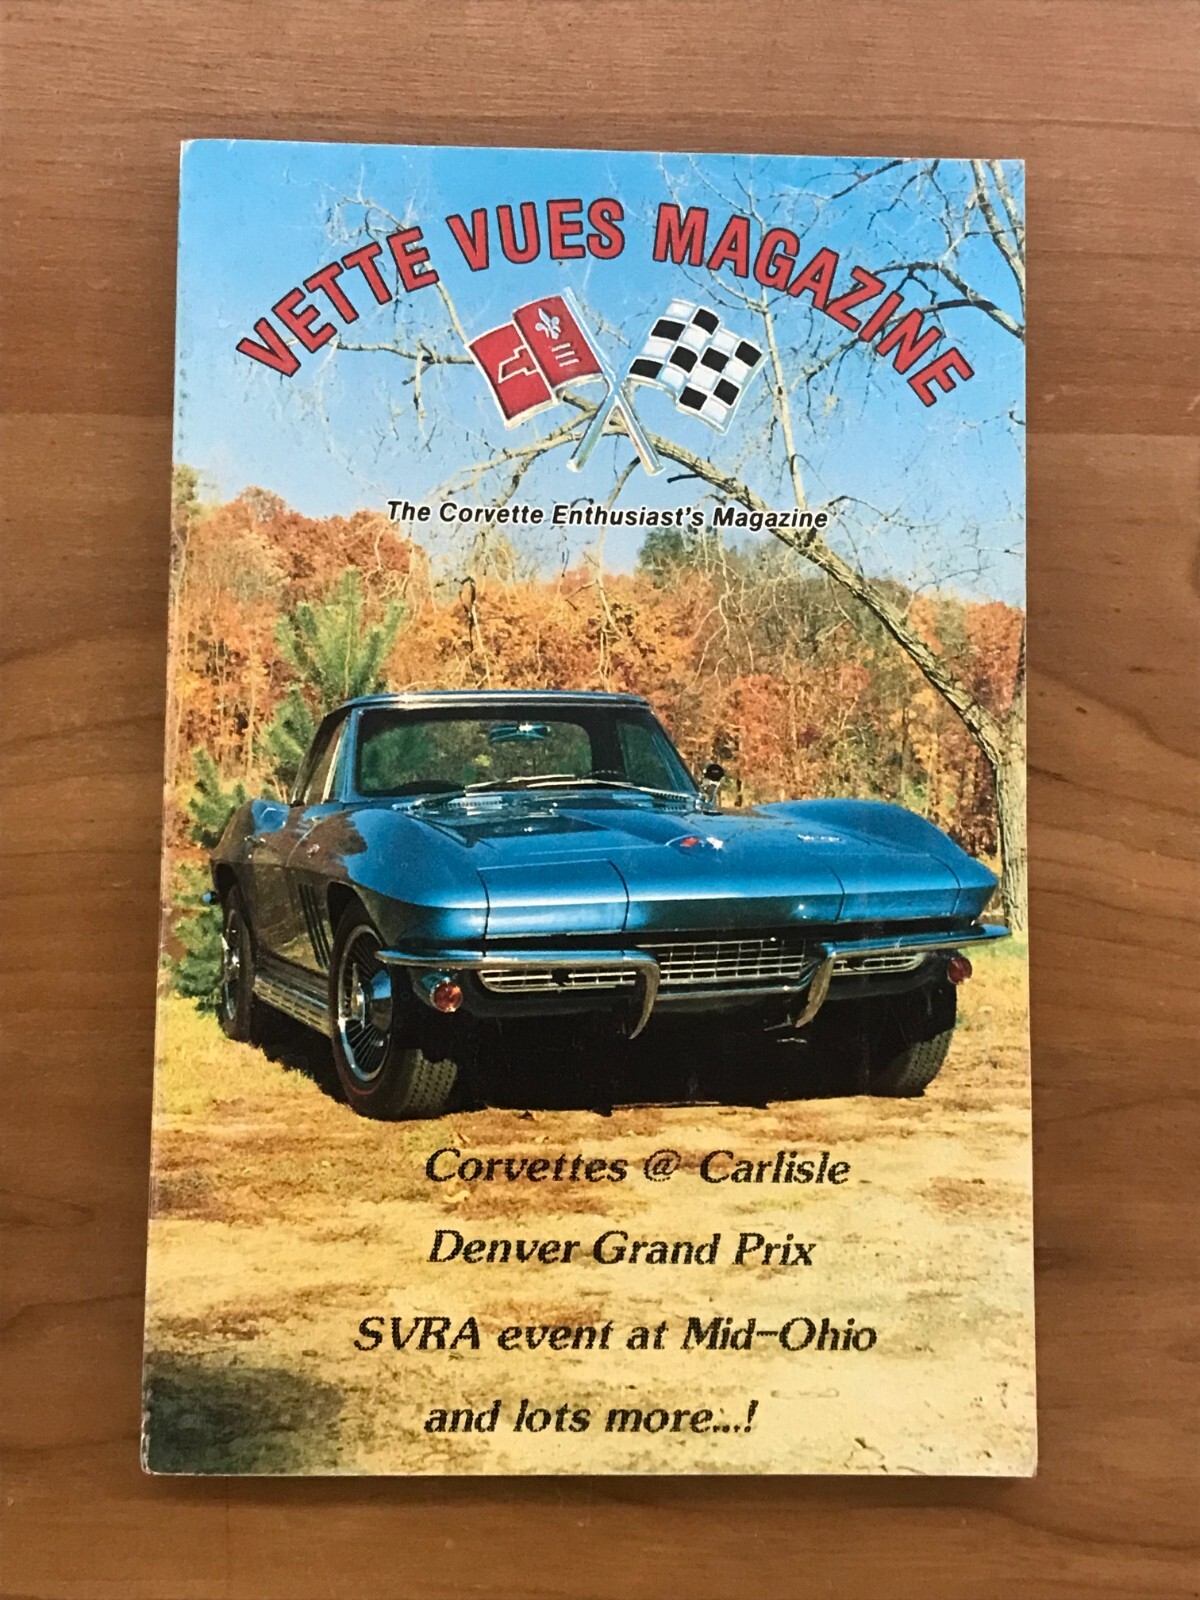 VETTE VUES MAGAZINE
The Corvette Enthusiast's Magazine
Corvettes @ Carlisle
Denver Grand Prix
SVRA event at Mid-Ohio
and lots more...!